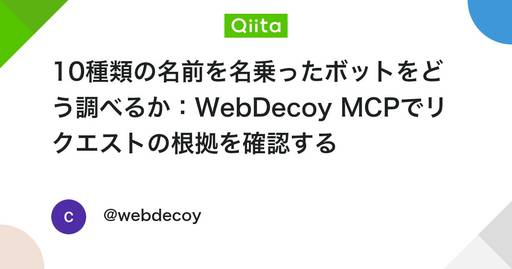 Qiita
10種類の名前を名乗ったボットをど
う調べるか：WebDecoy MCPでリ
クエストの根拠を確認する
C
@webdecoy